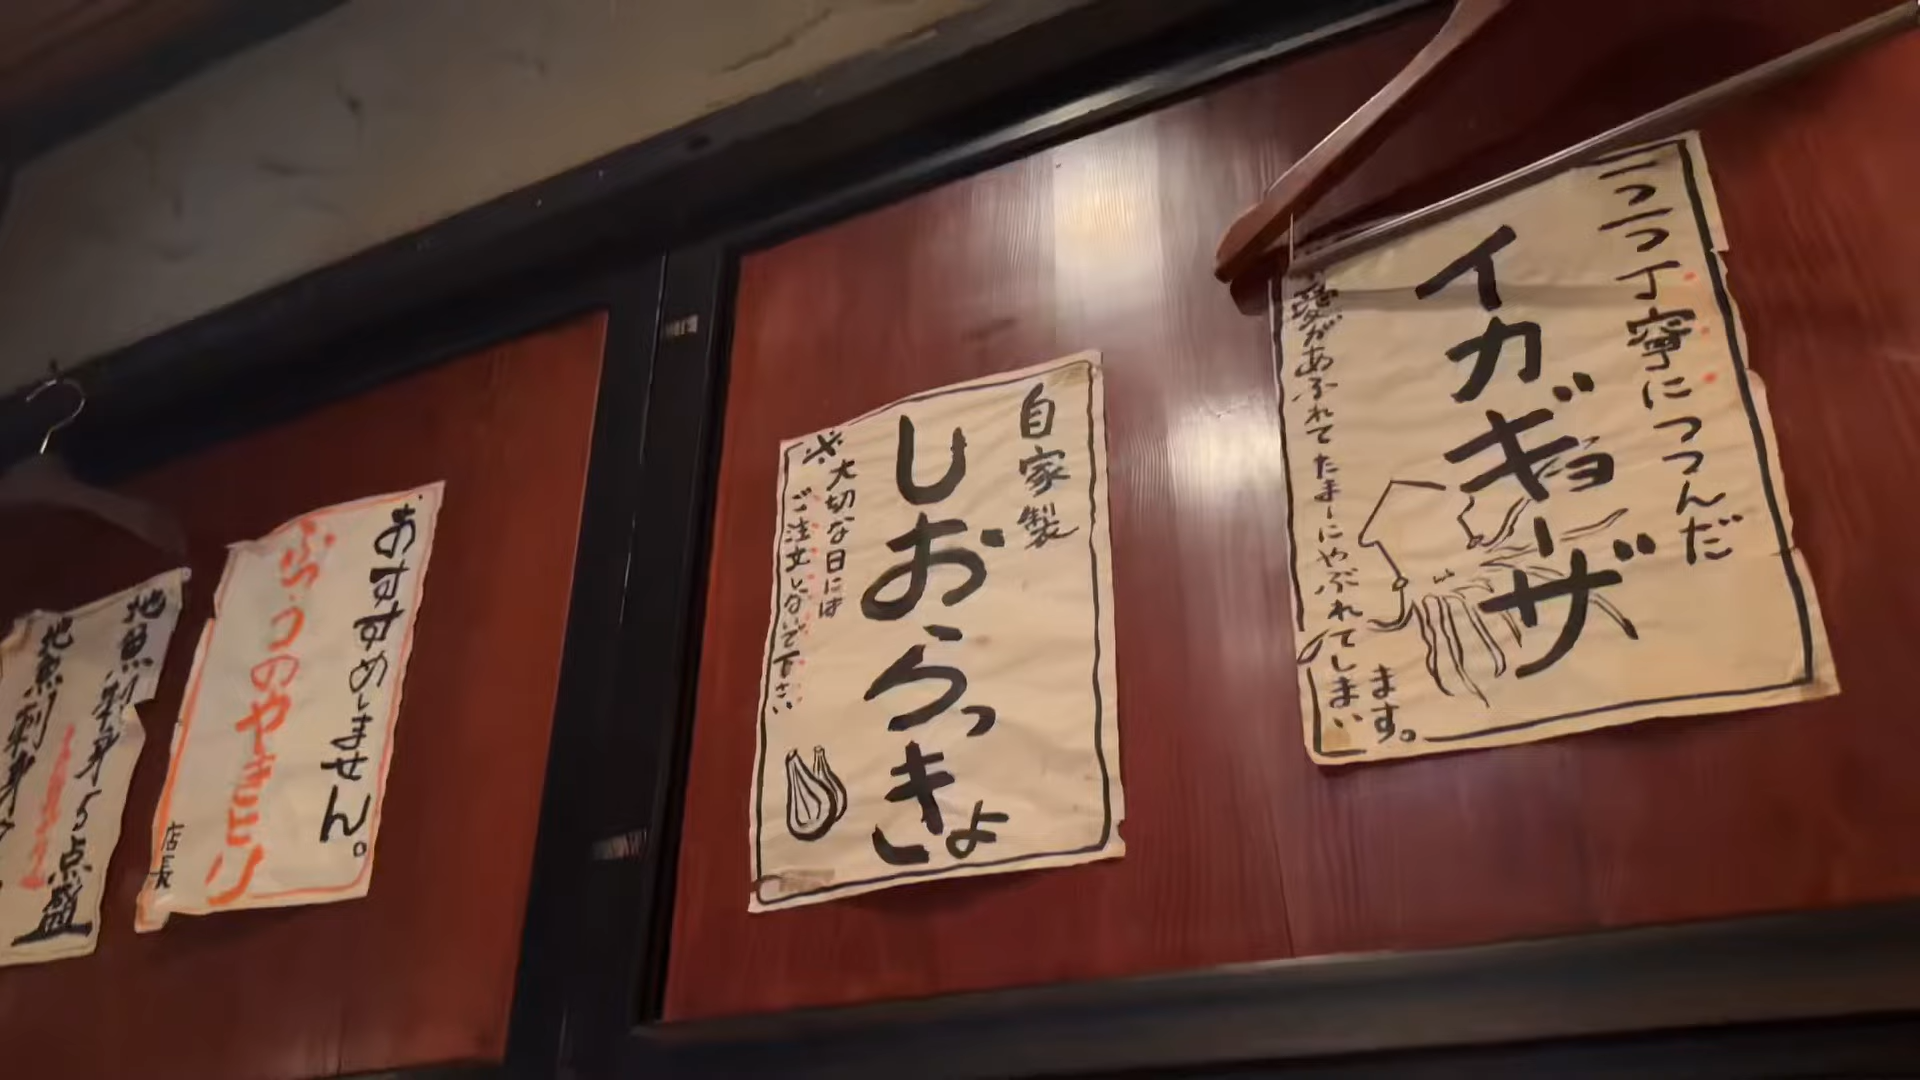 一つ一つ丁寧につつんだ
イカギョーザ
愛があふれてたまーにやぶれてしまい
ます。
自家製
しおらっきょ
※大切な日には
ご注文しないで下さい
おすすめしません。
ふつのやきとり
店長
地魚刺身5点盛
地魚刺身